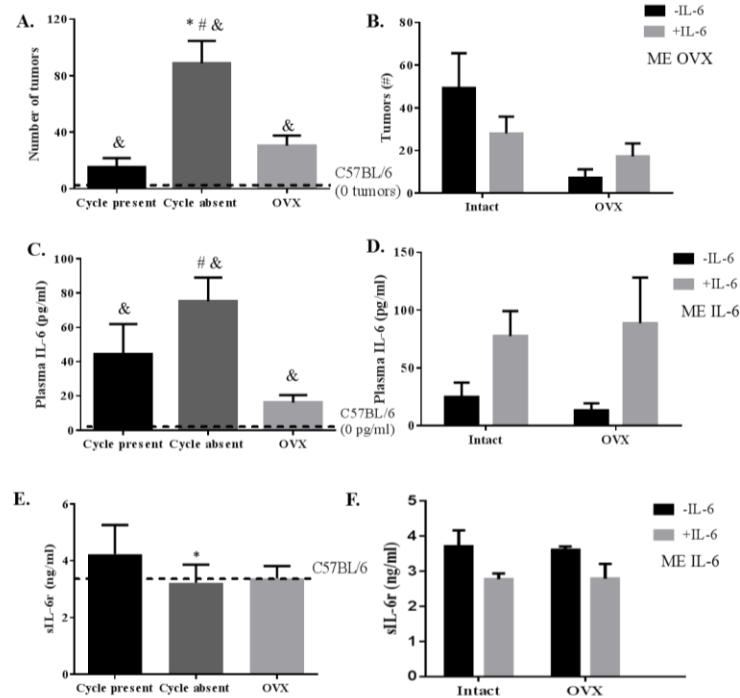 A.
* # &
&
&
Number of tumors
120
80
40
0
C57BL/6
(0 tumors)
Cycle present
Cycle absent
OVX
B.
-IL-6
+IL-6
ME OVX
Tumors (#)
80
60
40
20
0
Intact
OVX
C.
# &
&
&
Plasma IL-6 (pg/ml)
100
80
60
40
20
0
C57BL/6
(0 pg/ml)
Cycle present
Cycle absent
OVX
D.
-IL-6
+IL-6
ME IL-6
Plasma IL-6 (pg/ml)
150
100
50
0
Intact
OVX
E.
*
sIL-6r (ng/ml)
6
4
2
0
C57BL/6
Cycle present
Cycle absent
OVX
F.
-IL-6
+IL-6
ME IL-6
sIL-6r (ng/ml)
5
4
3
2
1
0
Intact
OVX